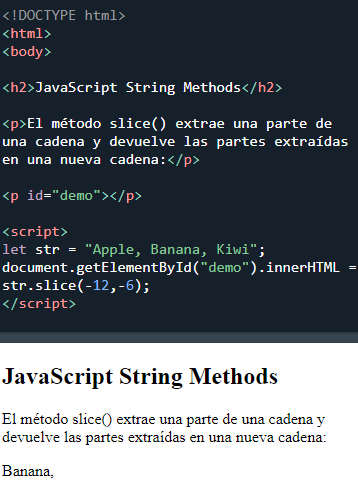 <!DOCTYPE html>
<html>
<body>
<h2>JavaScript String Methods</h2>
<p>El método slice() extrae una parte de
una cadena y devuelve las partes extraídas
en una nueva cadena:</p>
<p id="demo"></p>
<script>
let str = "Apple, Banana, Kiwi";
document.getElementById("demo").innerHTML =
str.slice(-12,-6);
</script>
JavaScript String Methods
El método slice() extrae una parte de una cadena y
devuelve las partes extraídas en una nueva cadena:
Banana,